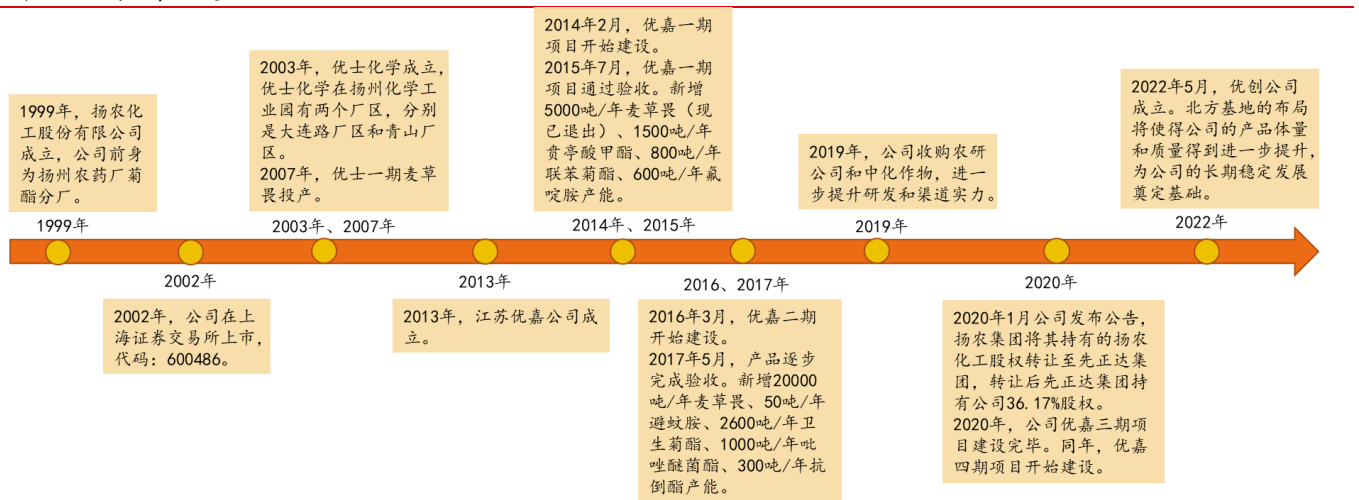 1999年，扬农化
工股份有限公司
成立，公司前身
为扬州农药厂菊
酯分厂。
1999年
2002年
2002年，公司在上
海证券交易所上市，
代码：600486。
2003年，优士化学成立，
优士化学在扬州化学工
业园有两个厂区，分别
是大连路厂区和青山厂
区。
2007年，优士一期麦草
畏投产。
2003年、2007年
2013年
2013年，江苏优嘉公司成
立。
2014年2月，优嘉一期
项目开始建设。
2015年7月，优嘉一期
项目通过验收。新增
5000吨/年麦草畏（现
已退出）、1500吨/年
贲亭酸甲酯、800吨/年
联苯菊酯、600吨/年氟
啶胺产能。
2014年、2015年
2016、2017年
2016年3月，优嘉二期
开始建设。
2017年5月，产品逐步
完成验收。新增20000
吨/年麦草畏、50吨/年
避蚊胺、2600吨/年卫
生菊酯、1000吨/年吡
唑醚菌酯、300吨/年抗
倒酯产能。
2019年，公司收购农研
公司和中化作物，进一
步提升研发和渠道实力。
2019年
2020年
2020年1月公司发布公告，
扬农集团将其持有的扬农
化工股权转让至先正达集
团，转让后先正达集团持
有公司36.17%股权。
2020年，公司优嘉三期项
目建设完毕。同年，优嘉
四期项目开始建设。
2022年5月，优创公司
成立。北方基地的布局
将使得公司的产品体量
和质量得到进一步提升，
为公司的长期稳定发展
奠定基础。
2022年